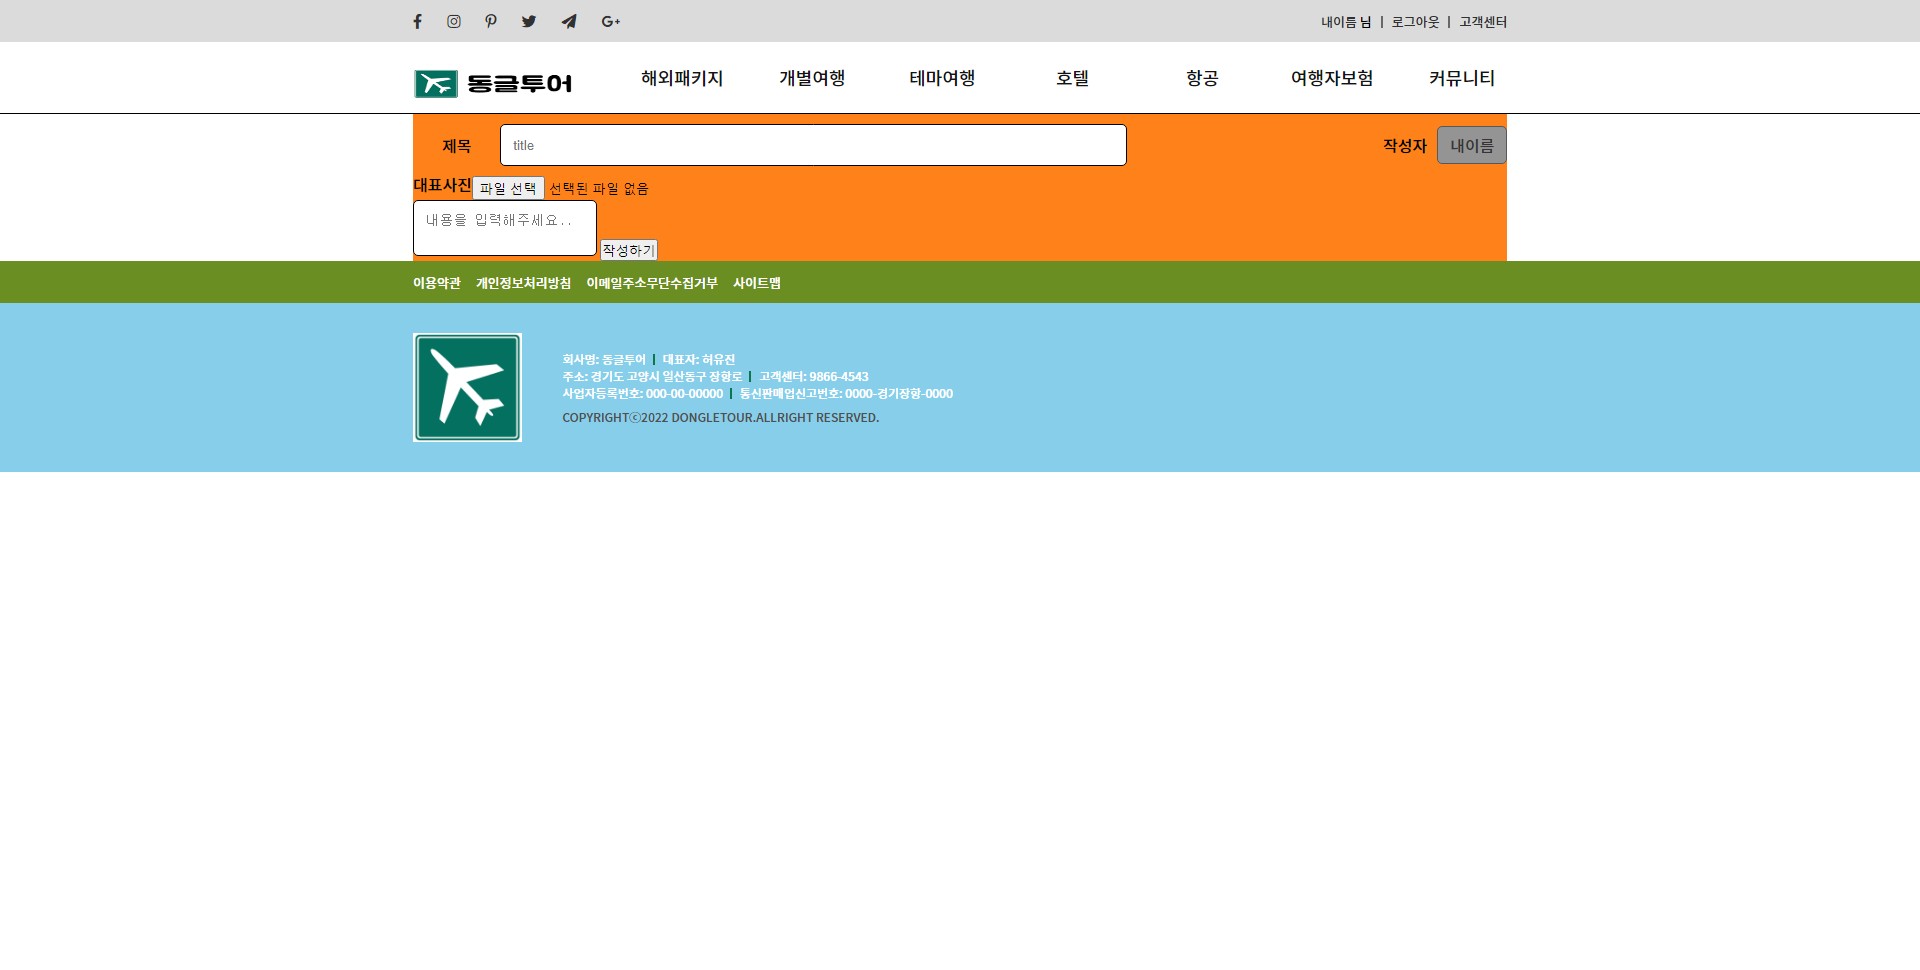 내이름 님 | 로그아웃 | 고객센터
동글투어 해외패키지 개별여행 테마여행 호텔 항공 여행자보험 커뮤니티
제목 title 작성자 내이름
대표사진 파일 선택 선택된 파일 없음
내용을 입력해주세요..
작성하기
이용약관 개인정보처리방침 이메일주소무단수집거부 사이트맵
회사명: 동글투어 | 대표자: 허유진
주소: 경기도 고양시 일산동구 장항로 | 고객센터: 9866-4543
사업자등록번호: 000-00-00000 | 통신판매업신고번호: 0000-경기장항-0000
COPYRIGHTⓒ2022 DONGLETOUR.ALLRIGHT RESERVED.